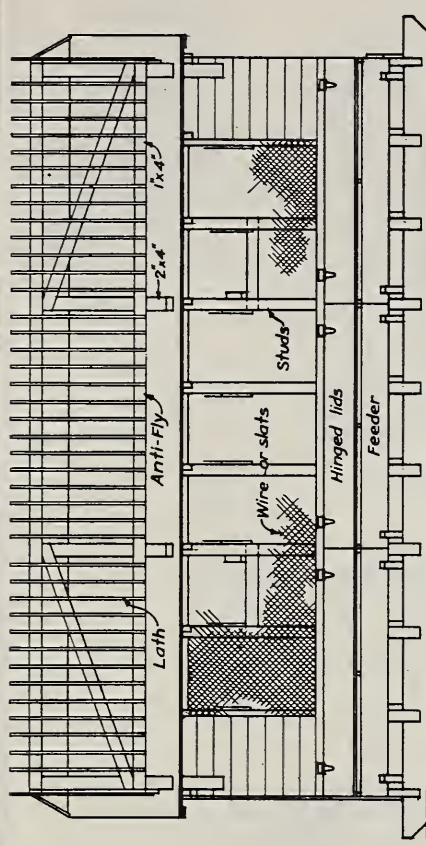 1"x4"
2"x4"
Anti-Fly
Lath
Studs
Wire or slats
Hinged lids
Feeder